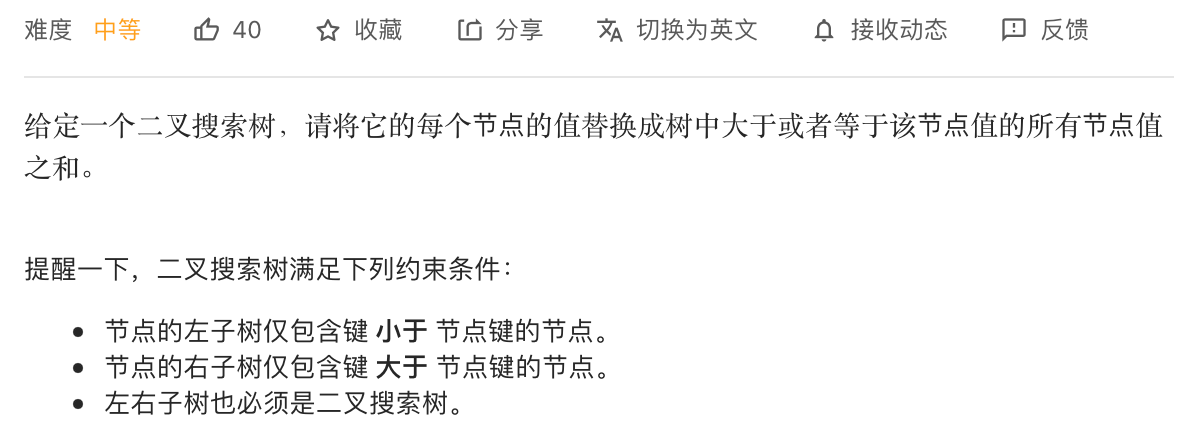 难度 中等 40 收藏 分享 切换为英文 接收动态 反馈
给定一个二叉搜索树，请将它的每个节点的值替换成树中大于或者等于该节点值的所有节点值
之和。
提醒一下，二叉搜索树满足下列约束条件：
节点的左子树仅包含键 小于 节点键的节点。
节点的右子树仅包含键 大于 节点键的节点。
左右子树也必须是二叉搜索树。